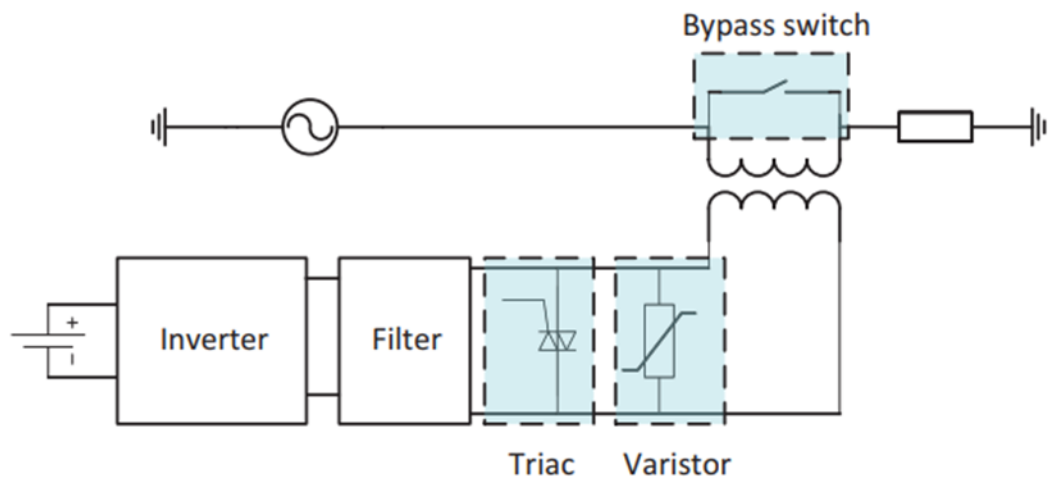 Bypass switch
+
Inverter
Filter
Triac
Varistor